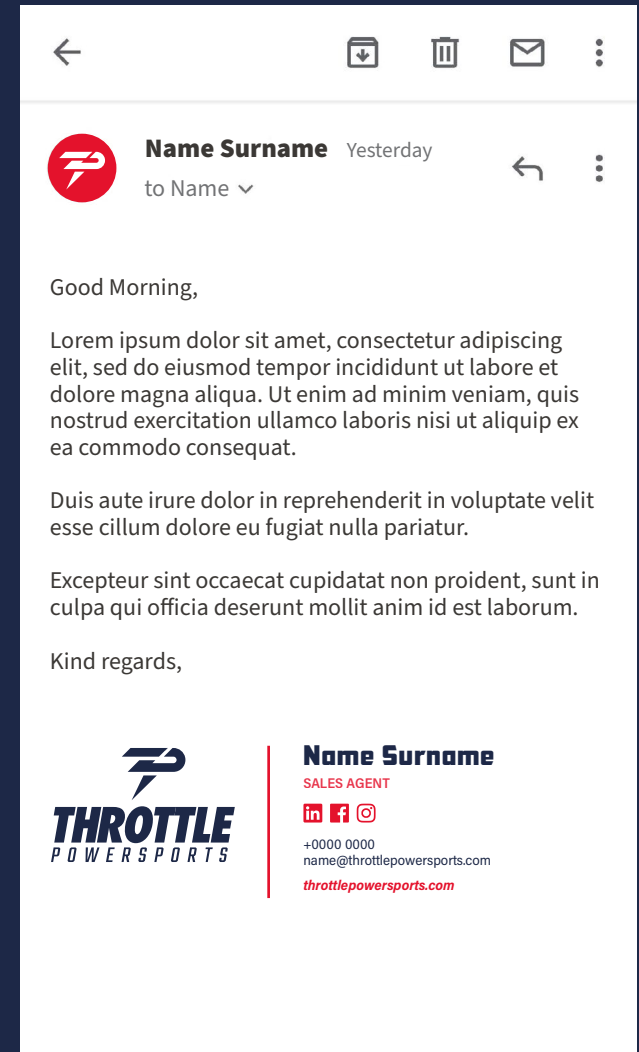 Name Surname Yesterday
to Name
Good Morning,
Lorem ipsum dolor sit amet, consectetur adipiscing
elit, sed do eiusmod tempor incididunt ut labore et
dolore magna aliqua. Ut enim ad minim veniam, quis
nostrud exercitation ullamco laboris nisi ut aliquip ex
ea commodo consequat.
Duis aute irure dolor in reprehenderit in voluptate velit
esse cillum dolore eu fugiat nulla pariatur.
Excepteur sint occaecat cupidatat non proident, sunt in
culpa qui officia deserunt mollit anim id est laborum.
Kind regards,
THROTTLE
POWERSPORTS
Name Surname
SALES AGENT
+0000 0000
name@throttlepowersports.com
throttlepowersports.com